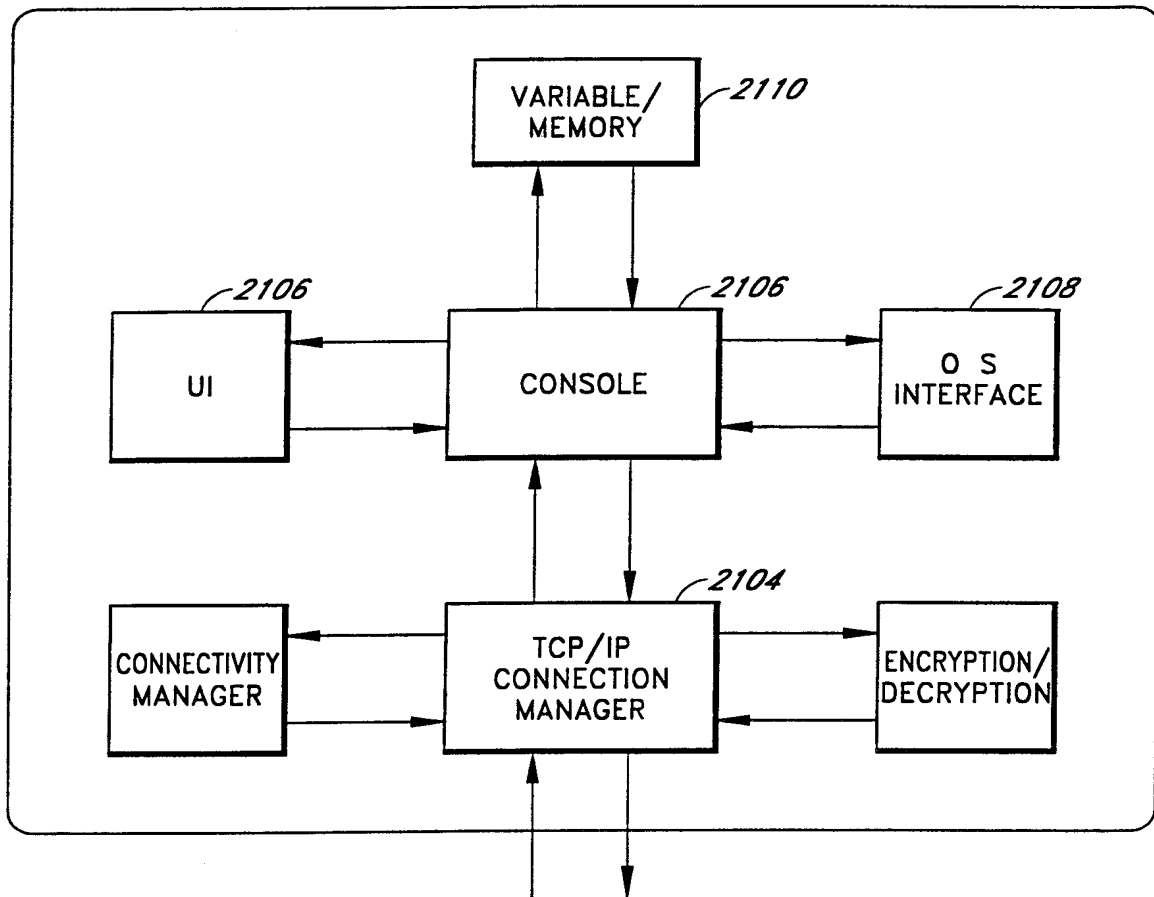 VARIABLE/
MEMORY
2110
2106
UI
2106
CONSOLE
2108
O S
INTERFACE
CONNECTIVITY
MANAGER
2104
TCP/IP
CONNECTION
MANAGER
ENCRYPTION/
DECRYPTION